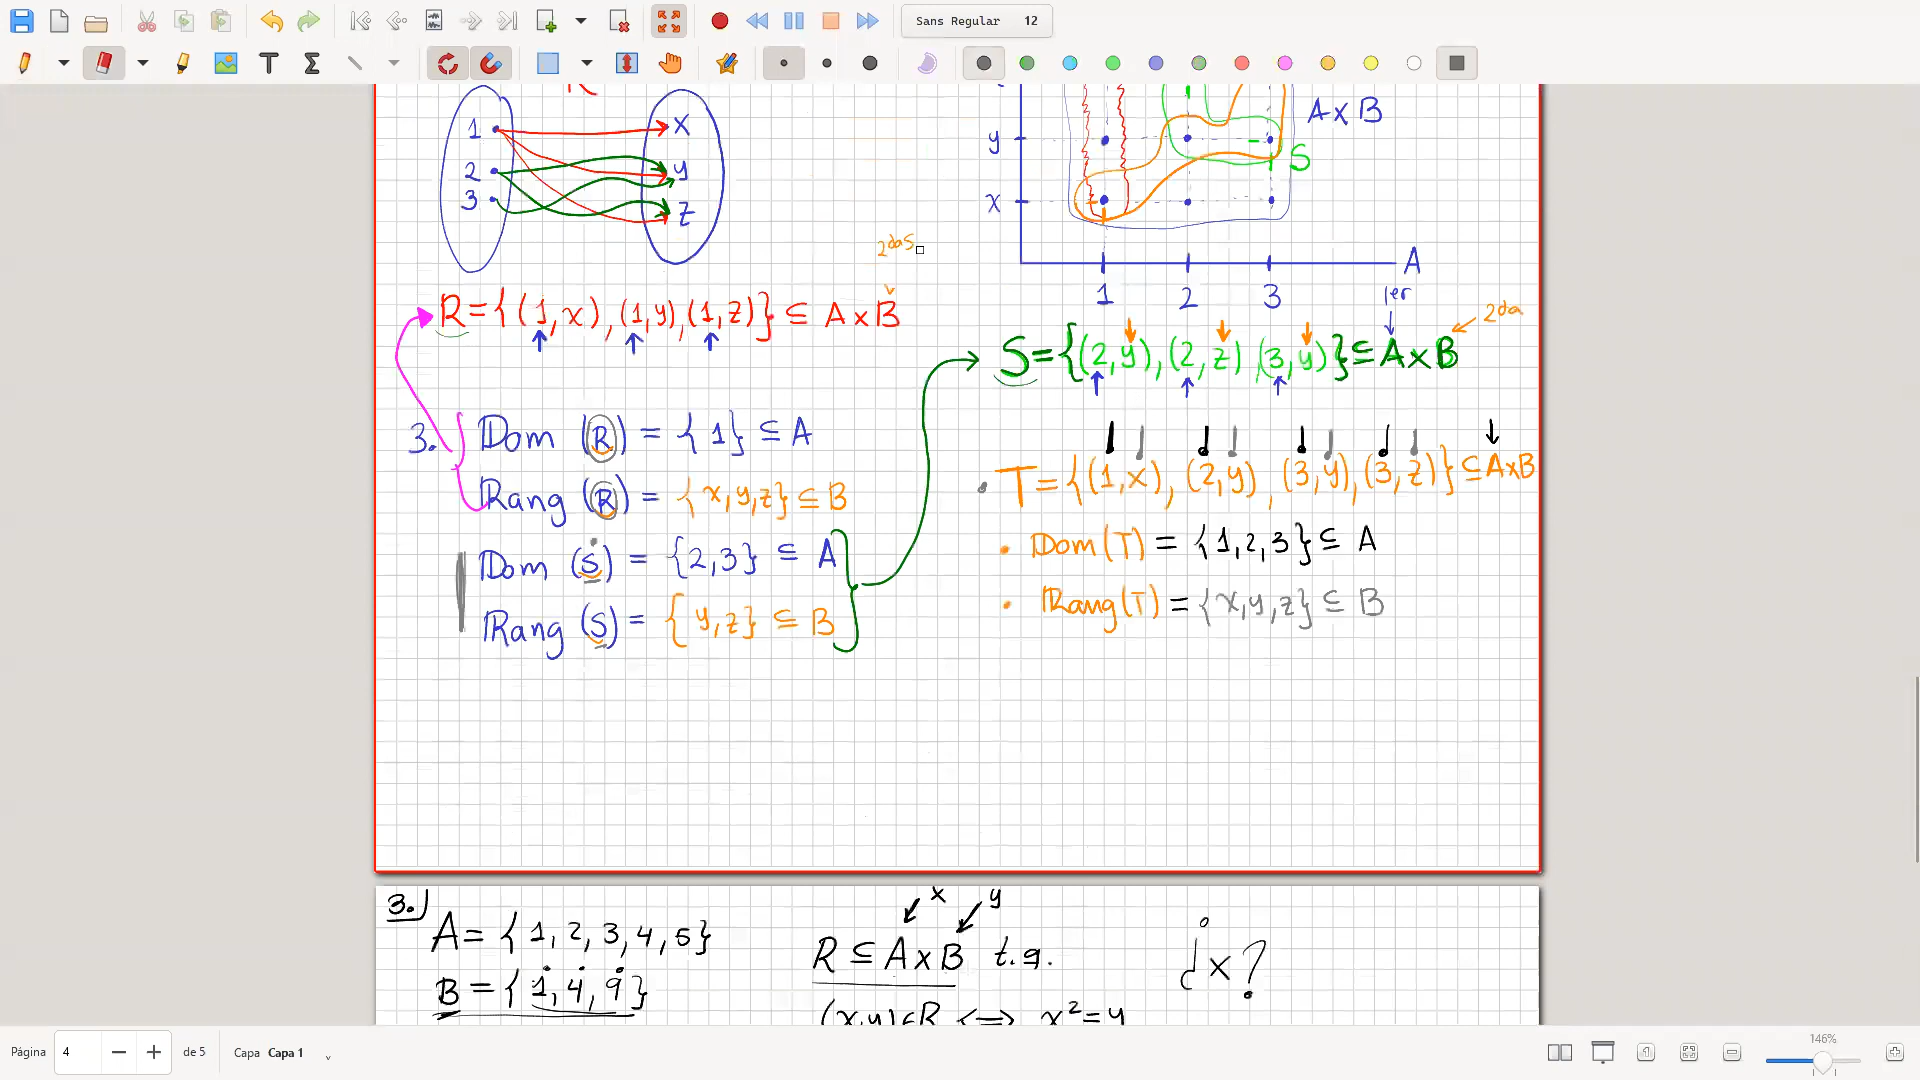 Sans Regular 12
R
1
2
3
x
y
z
y
x
A x B
S
A
1
2
3
2das
R = {(1, x), (1, y), (1, z)} ⊆ A x B
1er
2da
S = {(2, y), (2, z), (3, y)} ⊆ A x B
3. Dom (R) = {1} ⊆ A
Rang (R) = {x, y, z} ⊆ B
Dom (S) = {2, 3} ⊆ A
Rang (S) = {y, z} ⊆ B
T = {(1, x), (2, y), (3, y), (3, z)} ⊆ A x B
• Dom(T) = {1, 2, 3} ⊆ A
• Rang(T) = {x, y, z} ⊆ B
3.)
A = {1, 2, 3, 4, 5}
B = {1, 4, 9}
x y
R ⊆ A x B t.q.
(x,y) ∈ R <=> x² = y
¿x?
Página 4 de 5 Capa Capa 1
146%